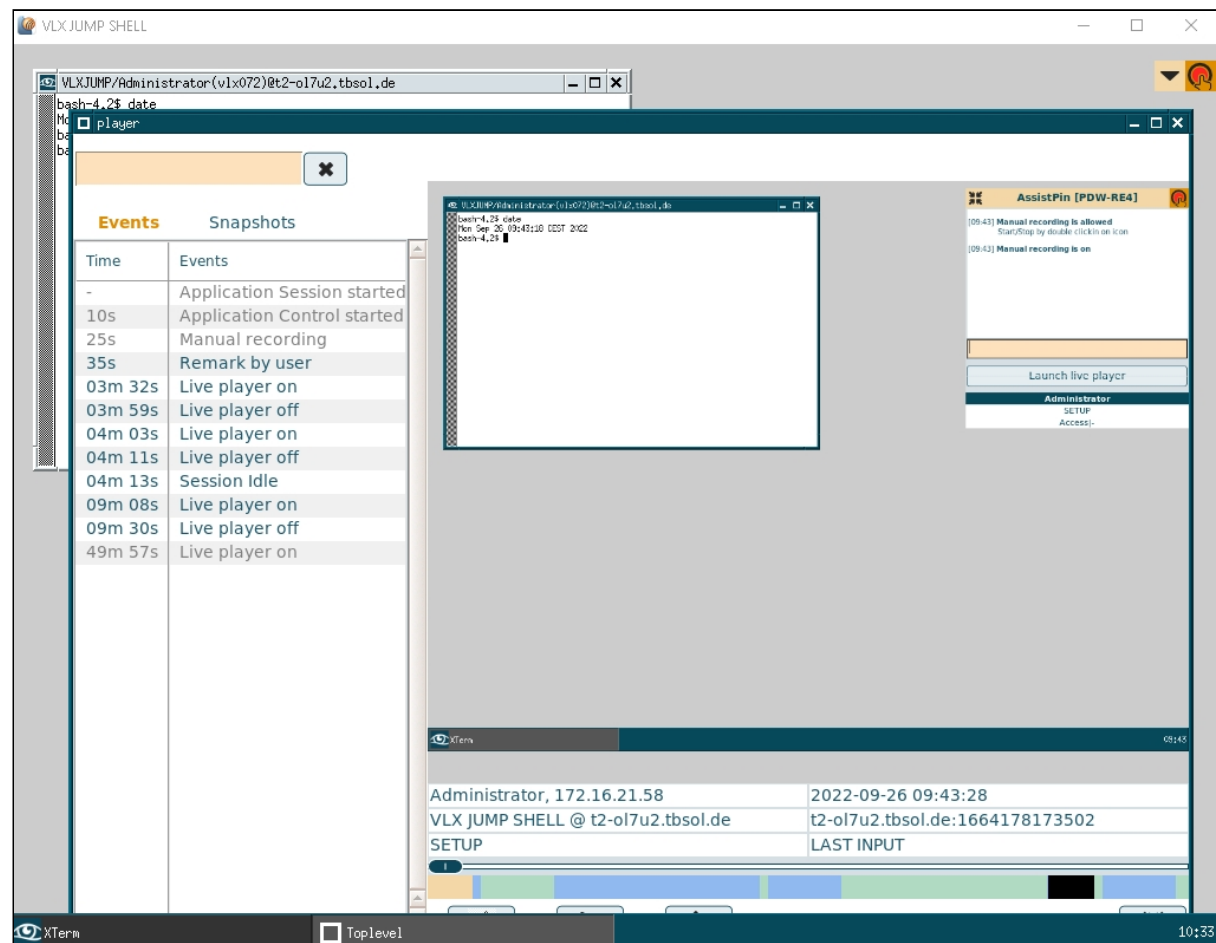 VLX JUMP SHELL
VLXJUMP/Administrator(vlx072)@t2-ol7u2.tbsol.de
bash-4.2$ date
player
Events Snapshots
Time Events
- Application Session started
10s Application Control started
25s Manual recording
35s Remark by user
03m 32s Live player on
03m 59s Live player off
04m 03s Live player on
04m 11s Live player off
04m 13s Session Idle
09m 08s Live player on
09m 30s Live player off
49m 57s Live player on
VLXJUMP/Administrator(vlx072)@t2-ol7u2.tbsol.de
bash-4.2$ date
Mon Sep 26 09:43:10 CEST 2022
bash-4.2$
AssistPin [PDW-RE4]
[09:43] Manual recording is allowed
Start/Stop by double clickin on icon
[09:43] Manual recording is on
Launch live player
Administrator
SETUP
Access|-
XTerm 09:43
Administrator, 172.16.21.58 2022-09-26 09:43:28
VLX JUMP SHELL @ t2-ol7u2.tbsol.de t2-ol7u2.tbsol.de:1664178173502
SETUP LAST INPUT
XTerm Toplevel 10:33